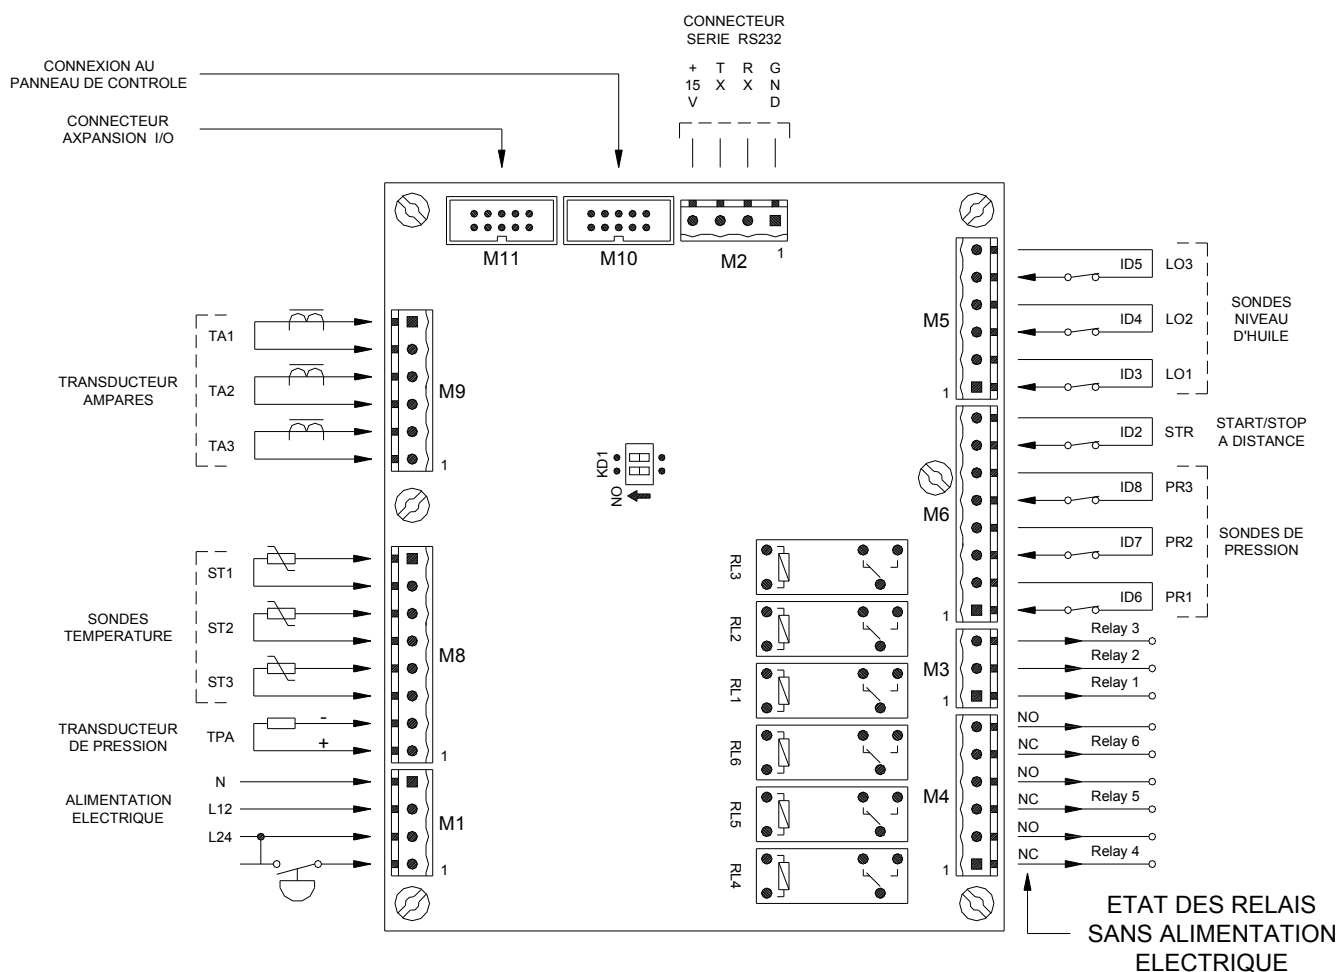 CONNECTEUR
SERIE RS232
+ 15 V
TX
RX
GND
CONNEXION AU
PANNEAU DE CONTROLE
CONNECTEUR
AXPANSION I/O
M11
M10
M2
1
TRANSDUCTEUR
AMPARES
TA1
TA2
TA3
M9
1
SONDES
TEMPERATURE
ST1
ST2
ST3
TRANSDUCTEUR
DE PRESSION
TPA
-
+
M8
1
ALIMENTATION
ELECTRIQUE
N
L12
L24
M1
1
KD1
NO
RL3
RL2
RL1
RL6
RL5
RL4
M5
1
ID5 LO3
ID4 LO2
ID3 LO1
SONDES
NIVEAU
D'HUILE
M6
1
ID2 STR
START/STOP
A DISTANCE
ID8 PR3
ID7 PR2
ID6 PR1
SONDES DE
PRESSION
M3
1
Relay 3
Relay 2
Relay 1
M4
1
NO
NC Relay 6
NO
NC Relay 5
NO
NC Relay 4
ETAT DES RELAIS
SANS ALIMENTATION
ELECTRIQUE